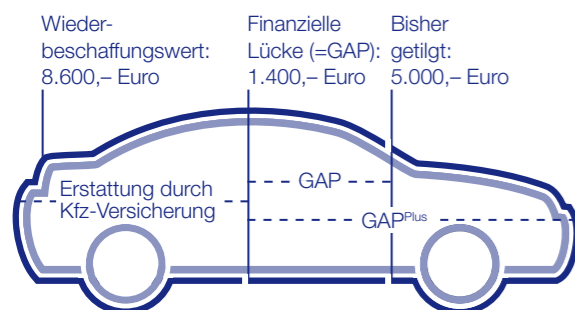 Wieder-
beschaffungswert:
8.600,– Euro
Finanzielle
Lücke (=GAP):
1.400,– Euro
Bisher
getilgt:
5.000,– Euro
Erstattung durch
Kfz-Versicherung
GAP
GAPPlus